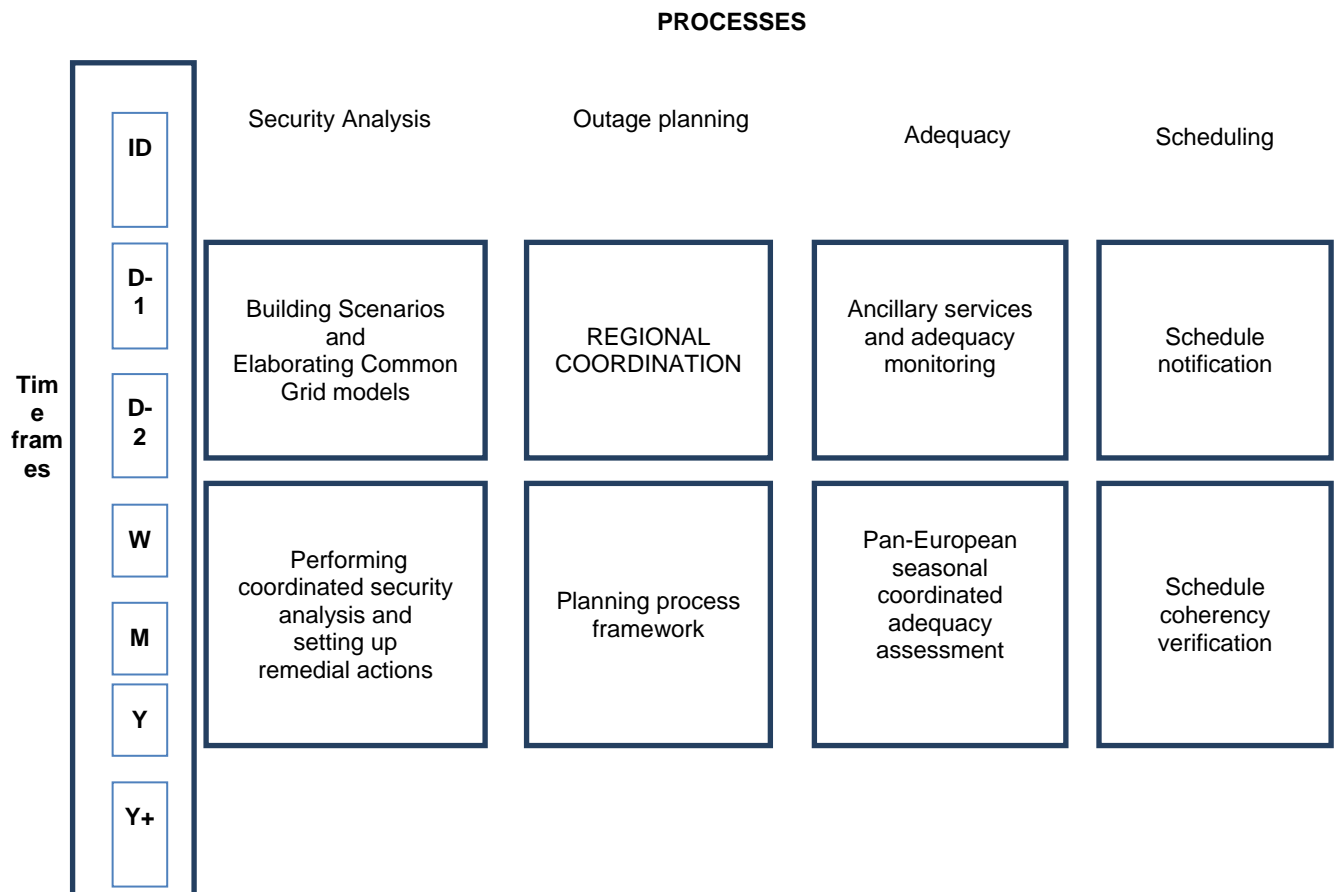 PROCESSES
Security Analysis
Outage planning
Adequacy
Scheduling
Tim
e
fram
es
ID
D-
1
D-
2
W
M
Y
Y+
Building Scenarios
and
Elaborating Common
Grid models
REGIONAL
COORDINATION
Ancillary services
and adequacy
monitoring
Schedule
notification
Performing
coordinated security
analysis and
setting up
remedial actions
Planning process
framework
Pan-European
seasonal
coordinated
adequacy
assessment
Schedule
coherency
verification